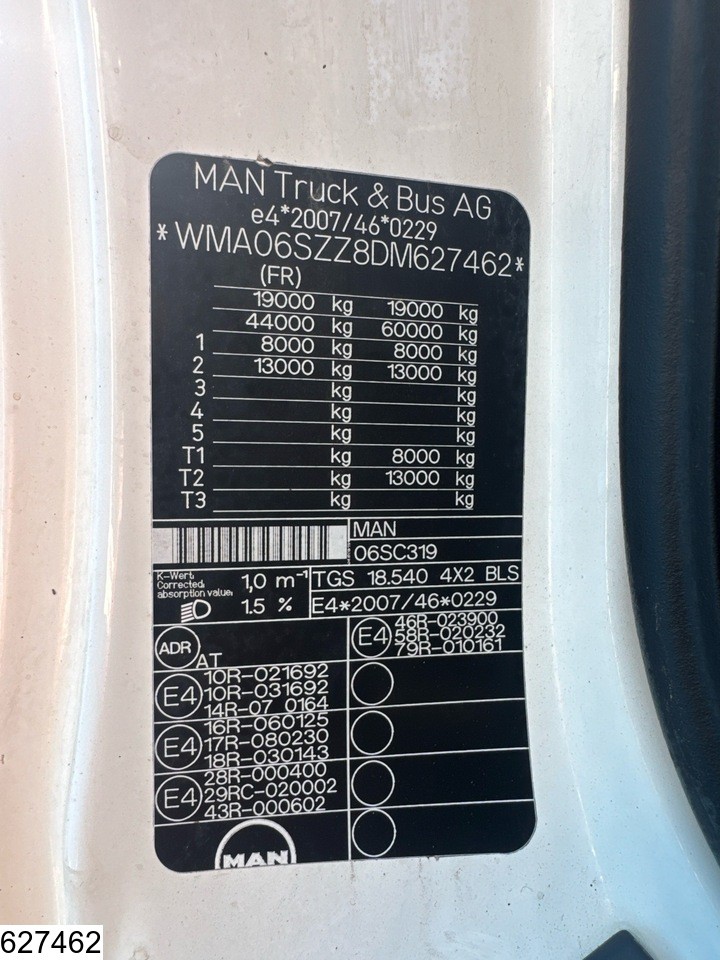 MAN Truck & Bus AG
e4*2007/46*0229
*WMA06SZZ8DM627462*
(FR)
19000 kg 19000 kg
44000 kg 60000 kg
1 8000 kg 8000 kg
2 13000 kg 13000 kg
3 kg kg
4 kg kg
5 kg kg
T1 kg 8000 kg
T2 kg 13000 kg
T3 kg kg
MAN
06SC319
K-Wert:
Corrected
absorption value:
1,0 m⁻¹
1.5 %
TGS 18.540 4X2 BLS
E4*2007/46*0229
ADR
AT
E4
10R-021692
10R-031692
14R-07 0164
E4
16R-060125
17R-080230
18R-030143
E4
28R-000400
29RC-020002
43R-000602
E4
46R-023900
58R-020232
79R-010161
MAN
627462